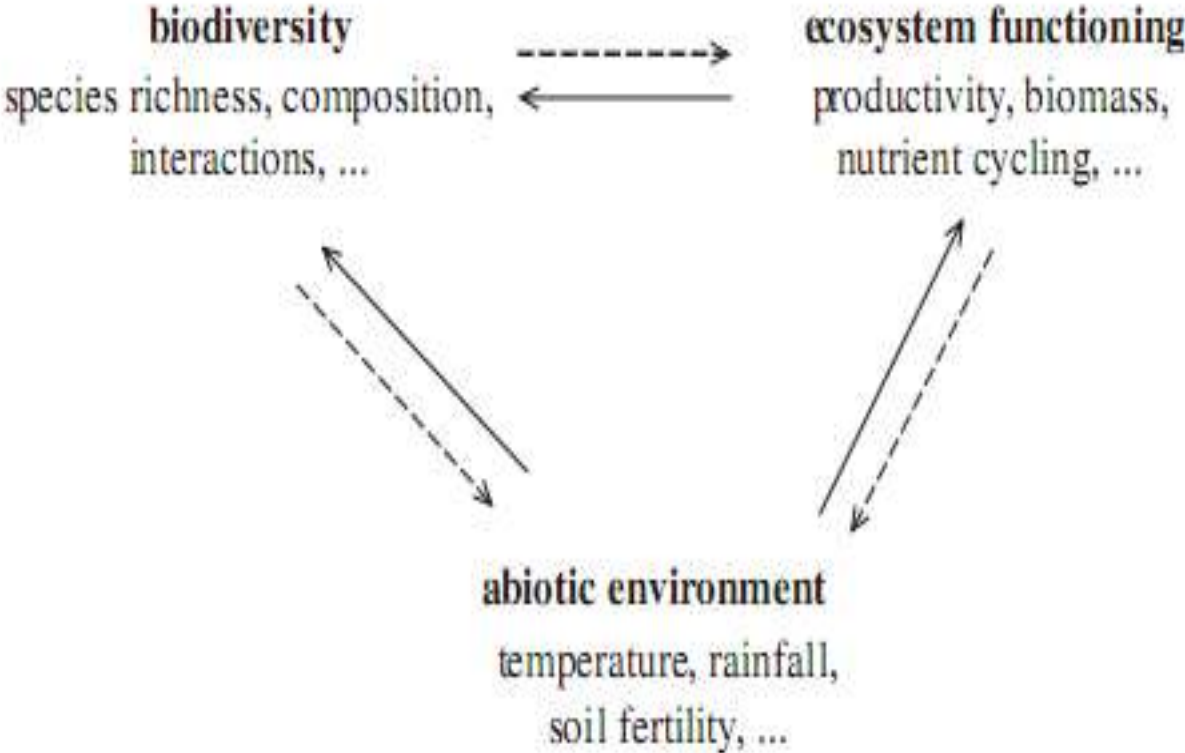 biodiversity
species richness, composition,
interactions, ...
ecosystem functioning
productivity, biomass,
nutrient cycling, ...
abiotic environment
temperature, rainfall,
soil fertility, ...